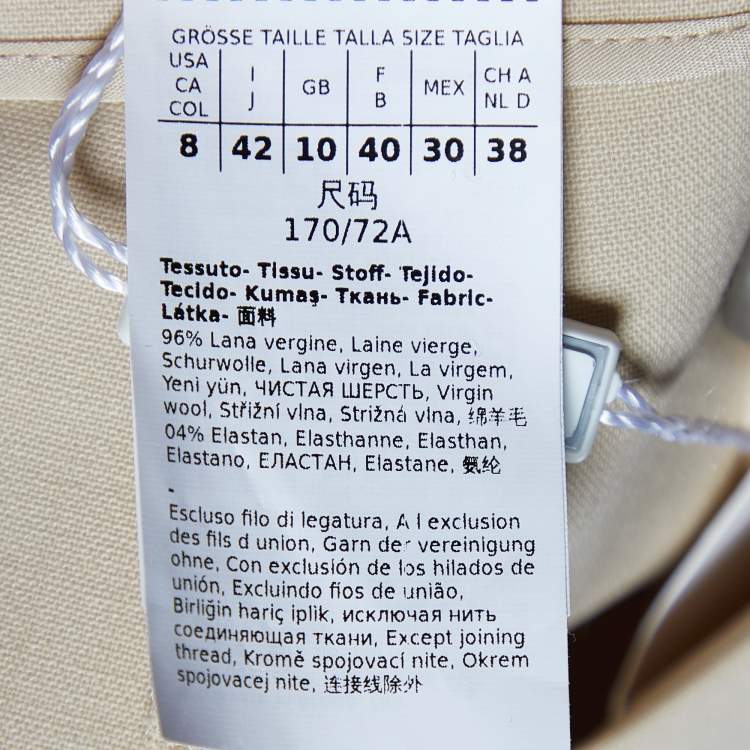 GRÖSSE TAILLE TALLA SIZE TAGLIA
USA CA COL I J GB F B MEX CH A NL D
8 42 10 40 30 38
尺码
170/72A
Tessuto- Tissu- Stoff- Tejido-
Tecido- Kumaş- Ткань- Fabric-
Látka- 面料
96% Lana vergine, Laine vierge,
Schurwolle, Lana virgen, La virgem,
Yeni yün, ЧИСТАЯ ШЕРСТЬ, Virgin
wool, Střižní vlna, Strižná vlna, 绵羊毛
04% Elastan, Elasthanne, Elasthan,
Elastano, ЕЛАСТАН, Elastane, 氨纶
-
Escluso filo di legatura, A l exclusion
des fils d union, Garn der vereinigung
ohne, Con exclusión de los hilados de
unión, Excluindo fios de união,
Birliğin hariç iplik, исключая нить
соединяющая ткани, Except joining
thread, Kromě spojovací nite, Okrem
spojovacej nite, 连接线除外